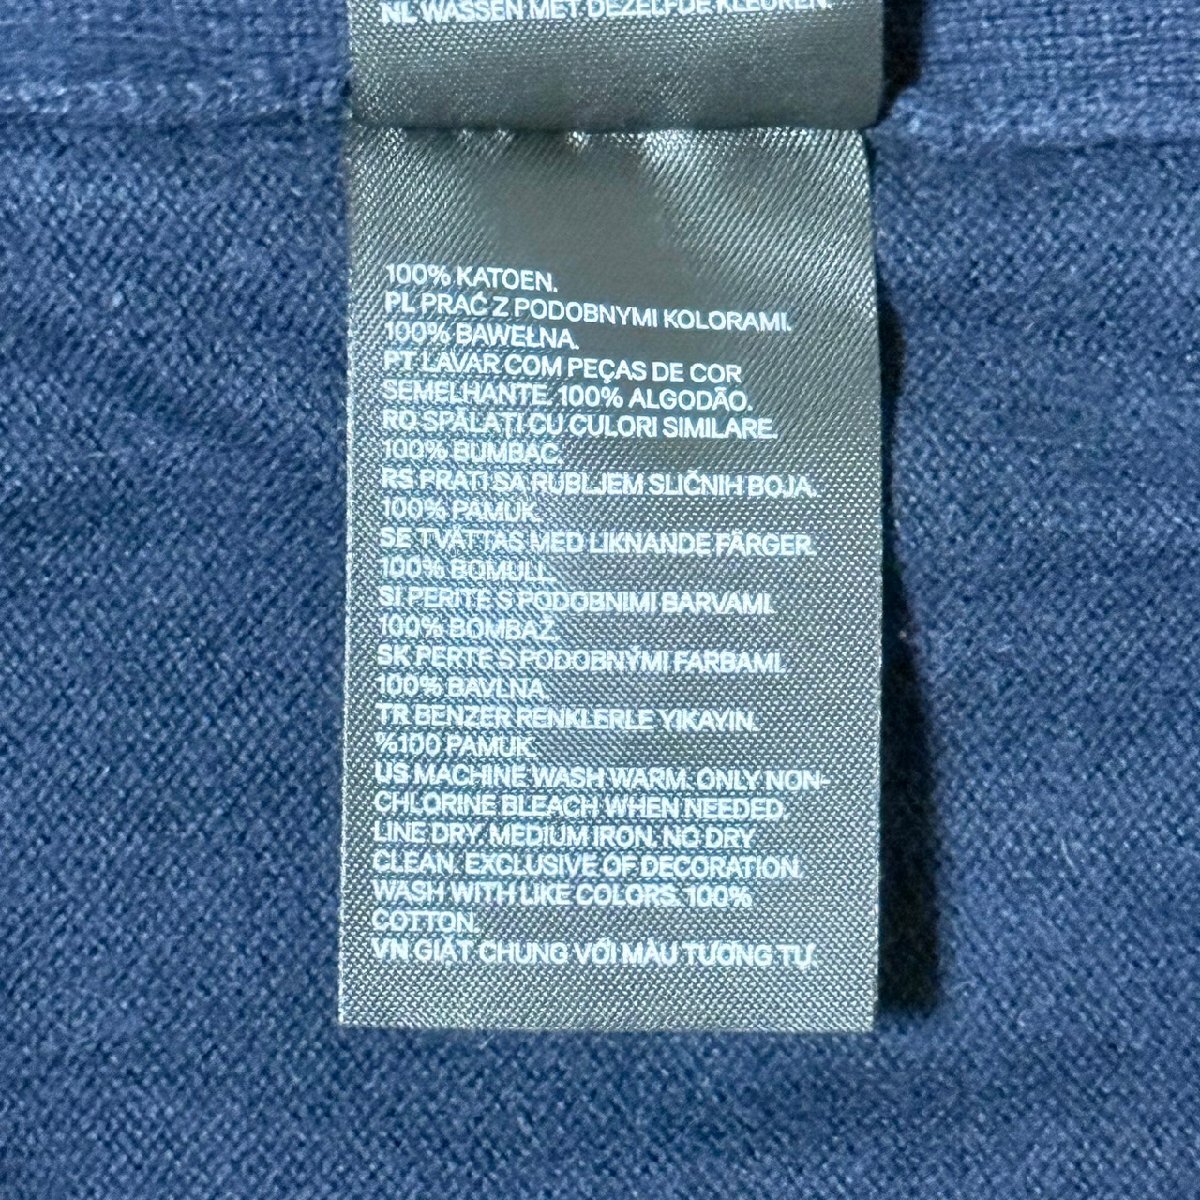 NL WASSEN MET DEZELFDE KLEUREN.
100% KATOEN.
PL PRAĆ Z PODOBNYMI KOLORAMI.
100% BAWEŁNA.
PT LAVAR COM PEÇAS DE COR
SEMELHANTE. 100% ALGODÃO.
RO SPĂLAȚI CU CULORI SIMILARE.
100% BUMBAC.
RS PRATI SA RUBLJEM SLIČNIH BOJA.
100% PAMUK.
SE TVÄTTAS MED LIKNANDE FÄRGER.
100% BOMULL.
SI PERITE S PODOBNIMI BARVAMI.
100% BOMBAŽ.
SK PERTE S PODOBNÝMI FARBAMI.
100% BAVLNA.
TR BENZER RENKLERLE YIKAYIN.
%100 PAMUK.
US MACHINE WASH WARM. ONLY NON-
CHLORINE BLEACH WHEN NEEDED.
LINE DRY. MEDIUM IRON. NO DRY
CLEAN. EXCLUSIVE OF DECORATION.
WASH WITH LIKE COLORS. 100%
COTTON.
VN GIẶT CHUNG VỚI MÀU TƯƠNG TỰ.